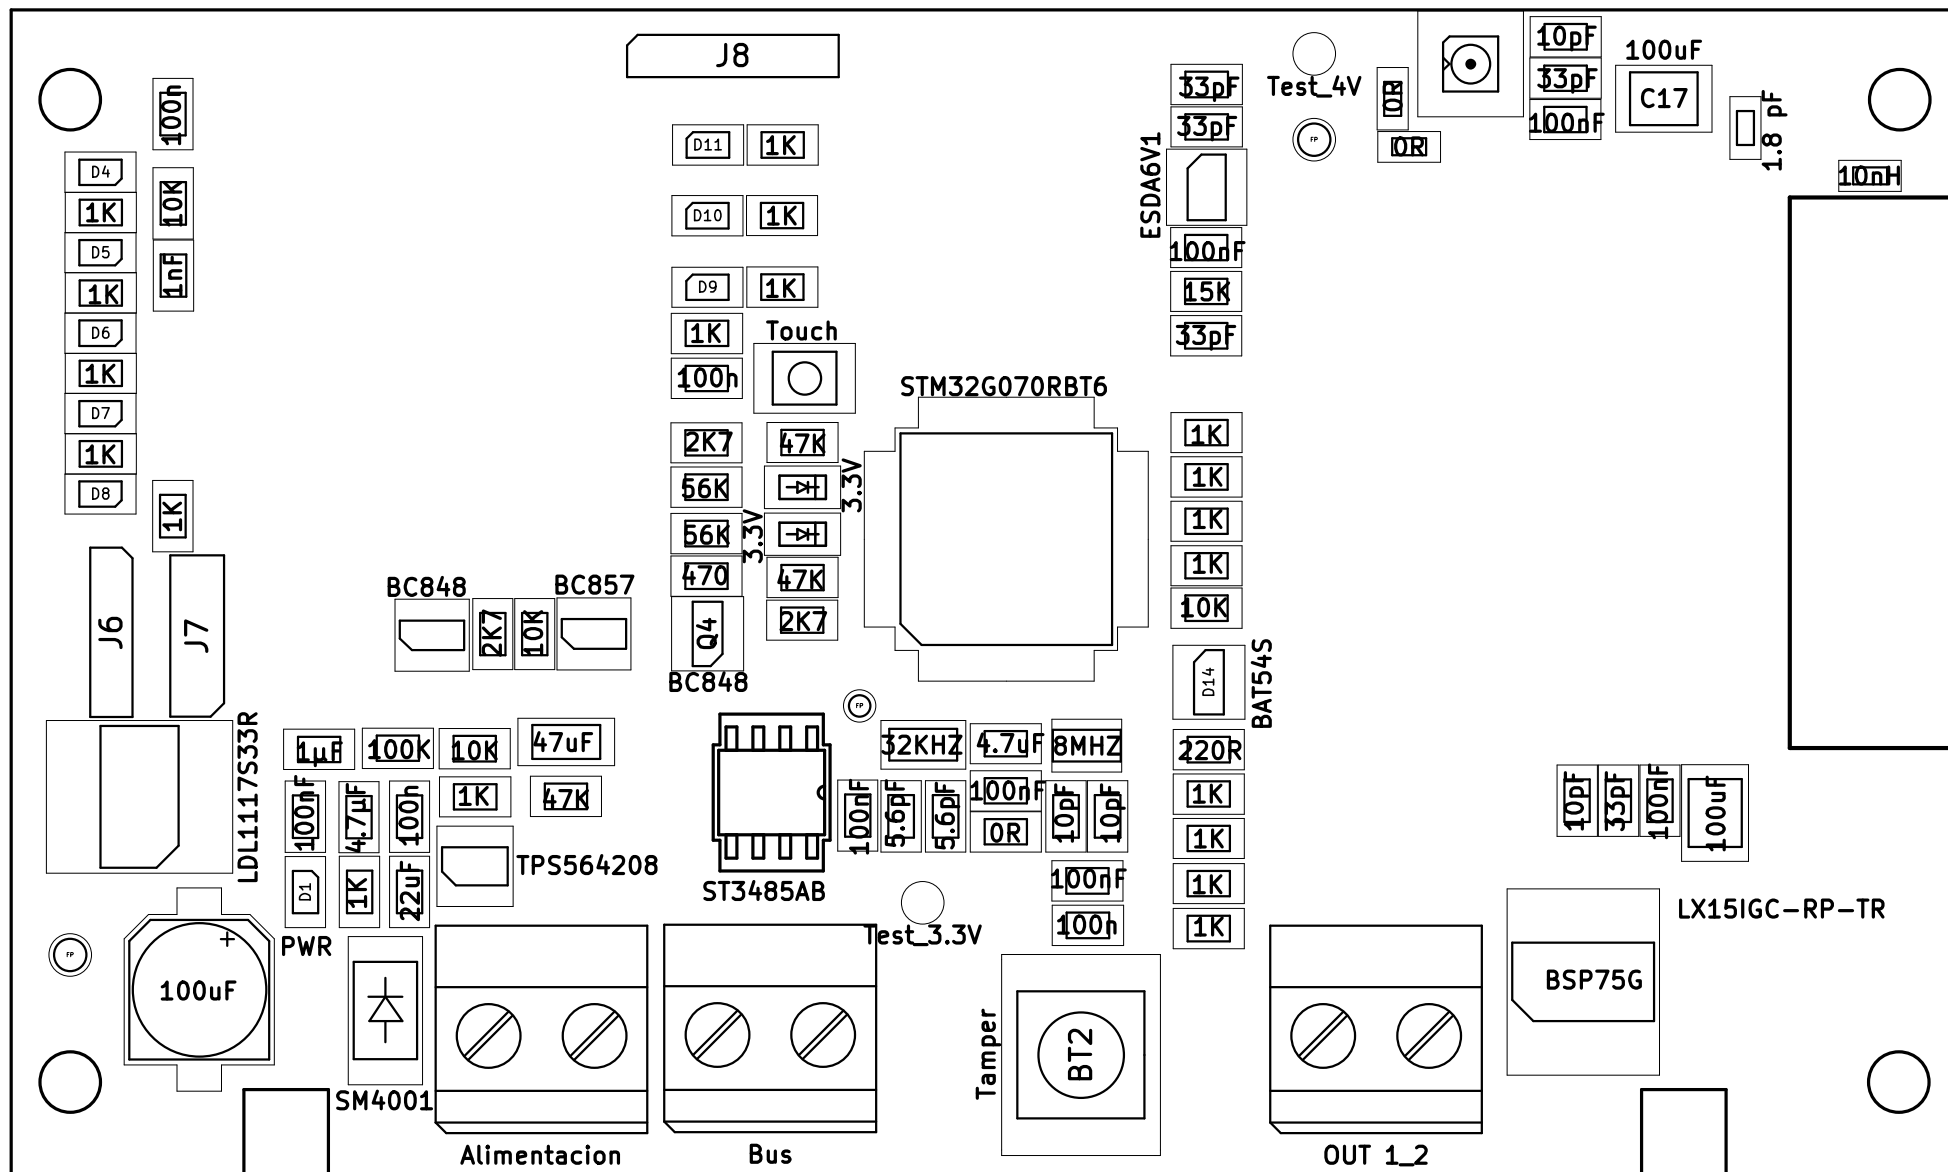 J8
Test_4V
FP
0R
0R
10pF
33pF
100nF
100uF
C17
1.8 pF
10nH
100n
10K
1nF
D4
1K
D5
1K
D6
1K
D7
1K
D8
1K
D11
1K
D10
1K
D9
1K
1K
100n
Touch
2K7
56K
56K
470
Q4
BC848
47K
3.3V
3.3V
47K
2K7
STM32G070RBT6
33pF
33pF
ESDA6V1
100nF
15K
33pF
1K
1K
1K
1K
10K
D14
BAT54S
220R
1K
1K
1K
1K
J6
J7
BC848
2K7
10K
BC857
LDL1117S33R
1µF
100K
10K
47uF
1K
47K
100nF
4.7µF
100n
D1
PWR
1K
22uF
TPS564208
ST3485AB
FP
32KHZ
4.7uF
8MHZ
100nF
5.6pF
5.6pF
100nF
0R
10pF
10pF
100nF
100n
Test_3.3V
10pF
33pF
100nF
100uF
LX15IGC-RP-TR
BSP75G
FP
100uF
+
SM4001
Alimentacion
Bus
Tamper
BT2
OUT 1_2